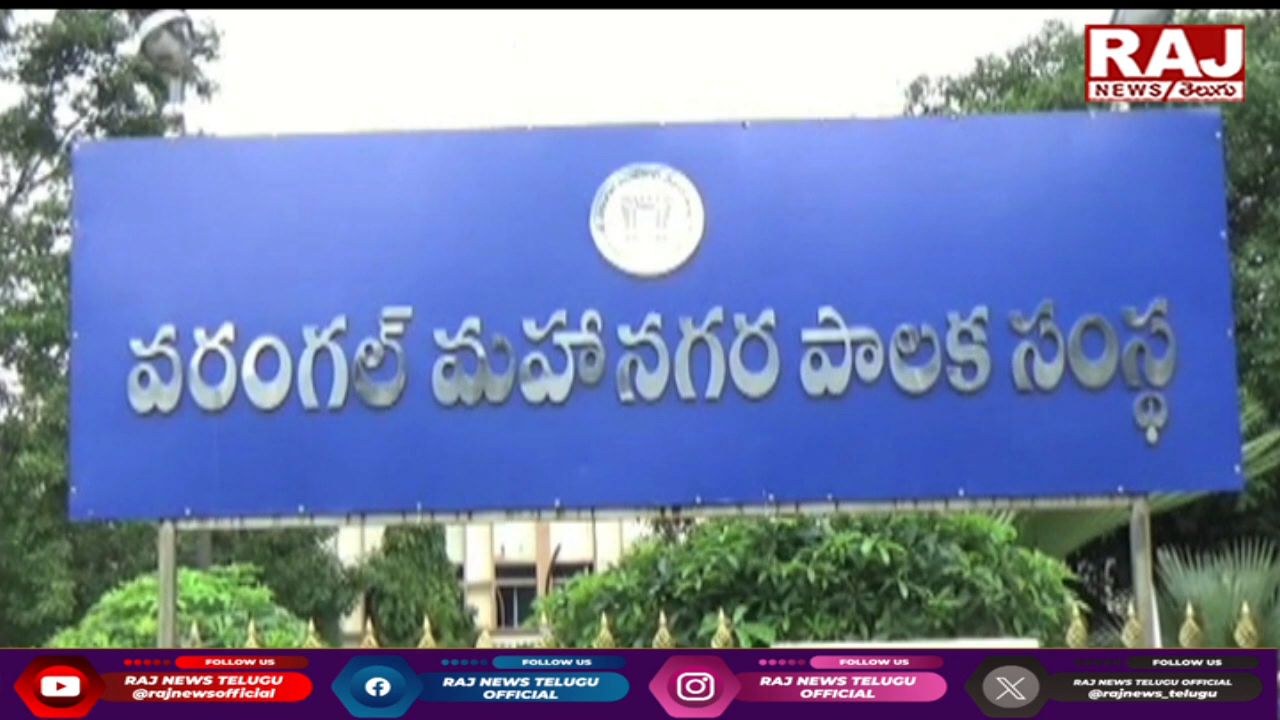 RAJ
NEWS తెలుగు
వరంగల్ మహానగర పాలక సంస్థ
FOLLOW US
RAJ NEWS TELUGU
@rajnewsofficial
FOLLOW US
RAJ NEWS TELUGU
OFFICIAL
FOLLOW US
RAJ NEWS TELUGU
OFFICIAL
FOLLOW US
RAJ NEWS TELUGU OFFICIAL
@rajnews_telugu